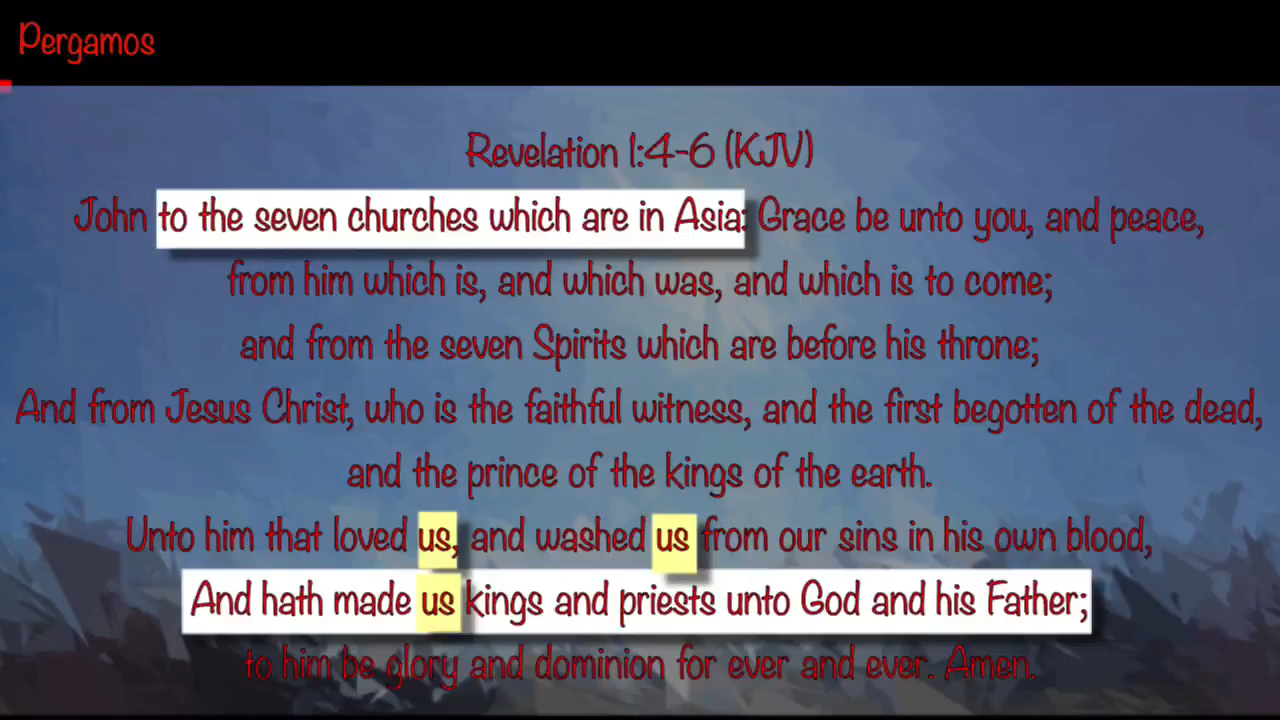 Pergamos
Revelation 1:4-6 (KJV)
John to the seven churches which are in Asia: Grace be unto you, and peace,
from him which is, and which was, and which is to come;
and from the seven Spirits which are before his throne;
And from Jesus Christ, who is the faithful witness, and the first begotten of the dead,
and the prince of the kings of the earth.
Unto him that loved us, and washed us from our sins in his own blood,
And hath made us kings and priests unto God and his Father;
to him be glory and dominion for ever and ever. Amen.